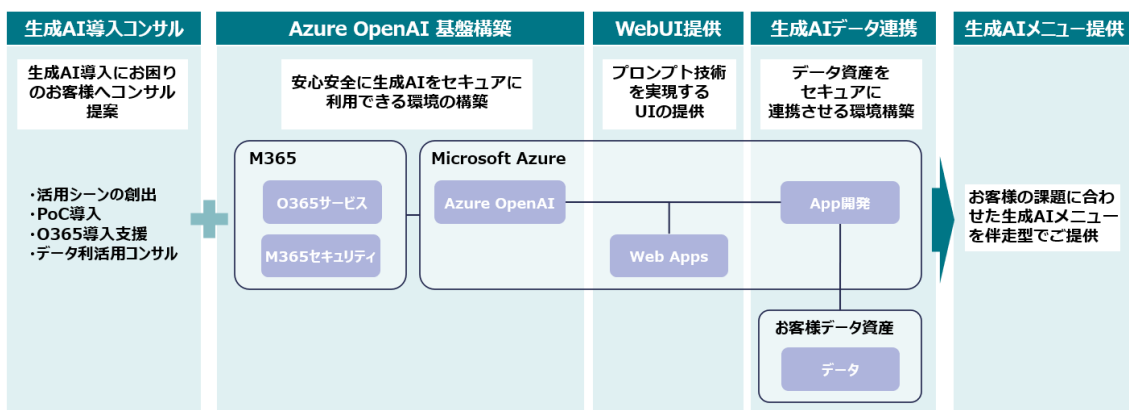 生成AI導入コンサル
生成AI導入にお困り
のお客様へコンサル
提案
・活用シーンの創出
・PoC導入
・O365導入支援
・データ利活用コンサル
Azure OpenAI 基盤構築
安心安全に生成AIをセキュアに
利用できる環境の構築
M365
O365サービス
M365セキュリティ
Microsoft Azure
Azure OpenAI
WebUI提供
プロンプト技術
を実現する
UIの提供
Web Apps
生成AIデータ連携
データ資産を
セキュアに
連携させる環境構築
App開発
お客様データ資産
データ
生成AIメニュー提供
お客様の課題に合わ
せた生成AIメニュー
を伴走型でご提供